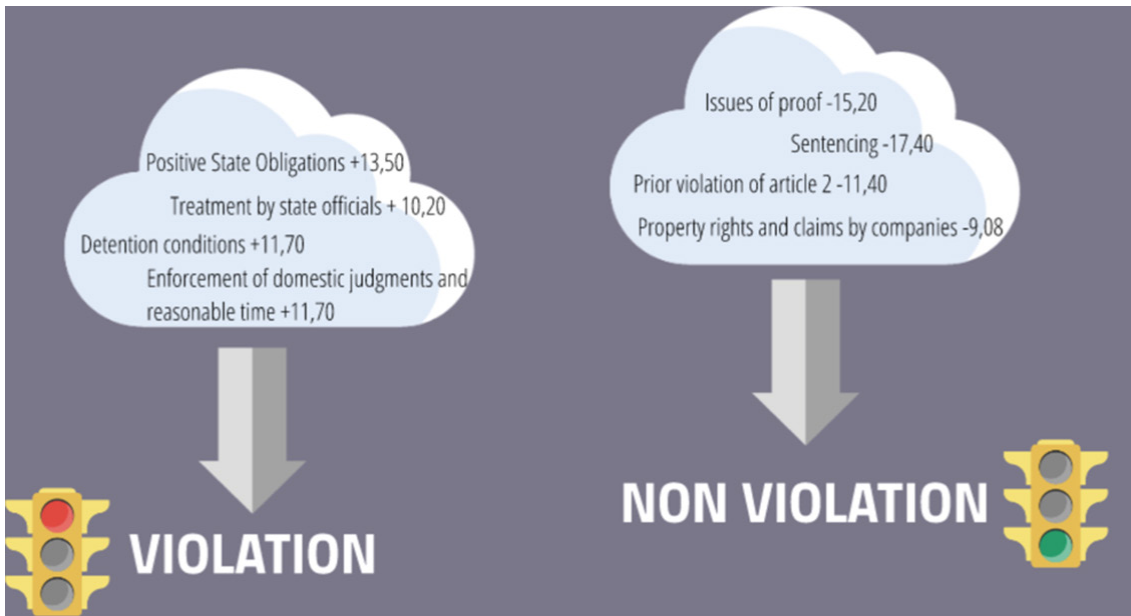 Positive State Obligations +13,50
Treatment by state officials + 10,20
Detention conditions +11,70
Enforcement of domestic judgments and
reasonable time +11,70
VIOLATION
Issues of proof -15,20
Sentencing -17,40
Prior violation of article 2 -11,40
Property rights and claims by companies -9,08
NON VIOLATION